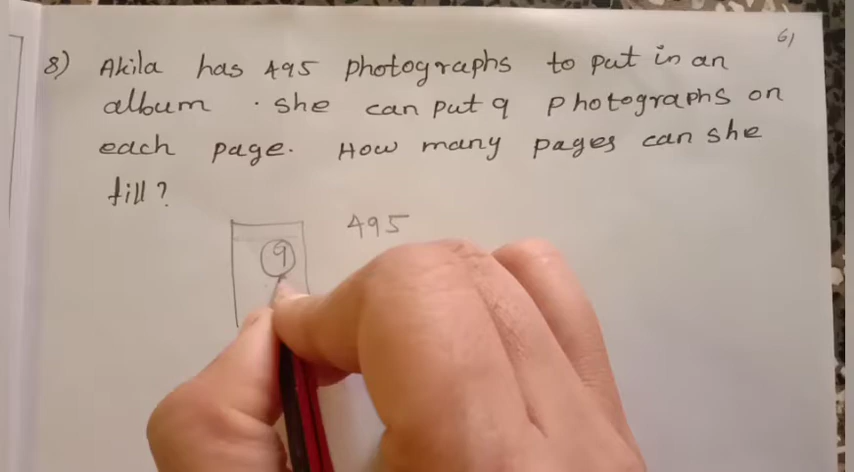 6)
8) Akila has 495 photographs to put in an
album. she can put 9 photographs on
each page. How many pages can she
fill?
495
9